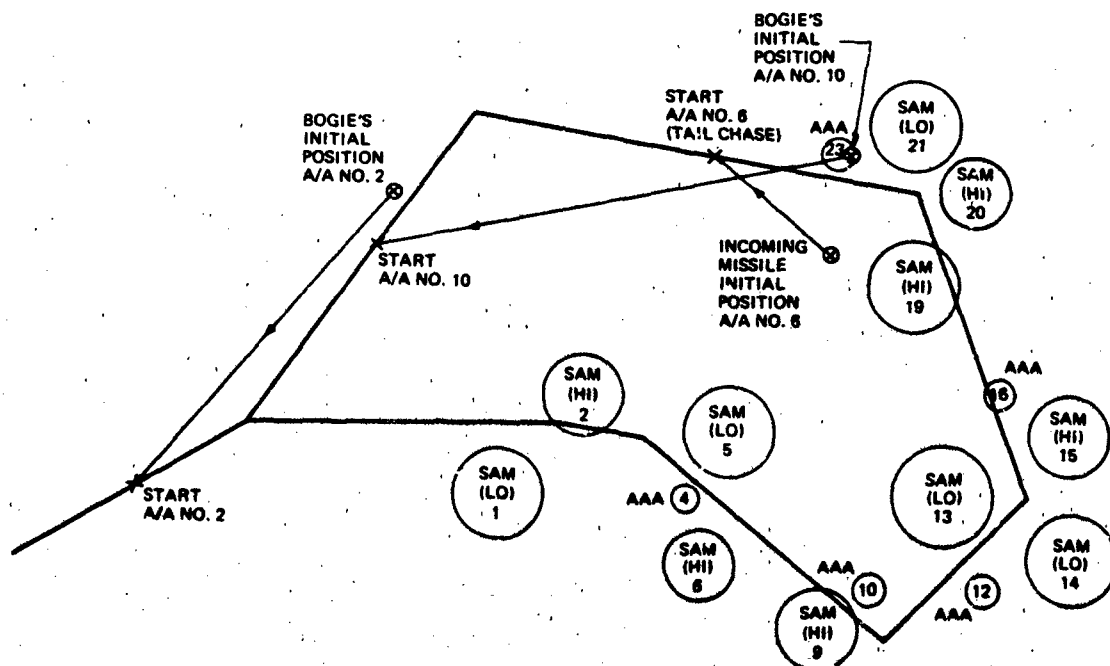 BOGIE'S
INITIAL
POSITION
A/A NO. 10
BOGIE'S
INITIAL
POSITION
A/A NO. 2
START
A/A NO. 6
(TAIL CHASE)
AAA
23
SAM
(LO)
21
SAM
(HI)
20
START
A/A NO. 10
INCOMING
MISSILE
INITIAL
POSITION
A/A NO. 6
SAM
(HI)
19
SAM
(HI)
2
SAM
(LO)
5
AAA
16
SAM
(HI)
15
START
A/A NO. 2
SAM
(LO)
1
AAA 4
SAM
(LO)
13
SAM
(HI)
6
SAM
(LO)
14
AAA
10
12
AAA
SAM
(HI)
9